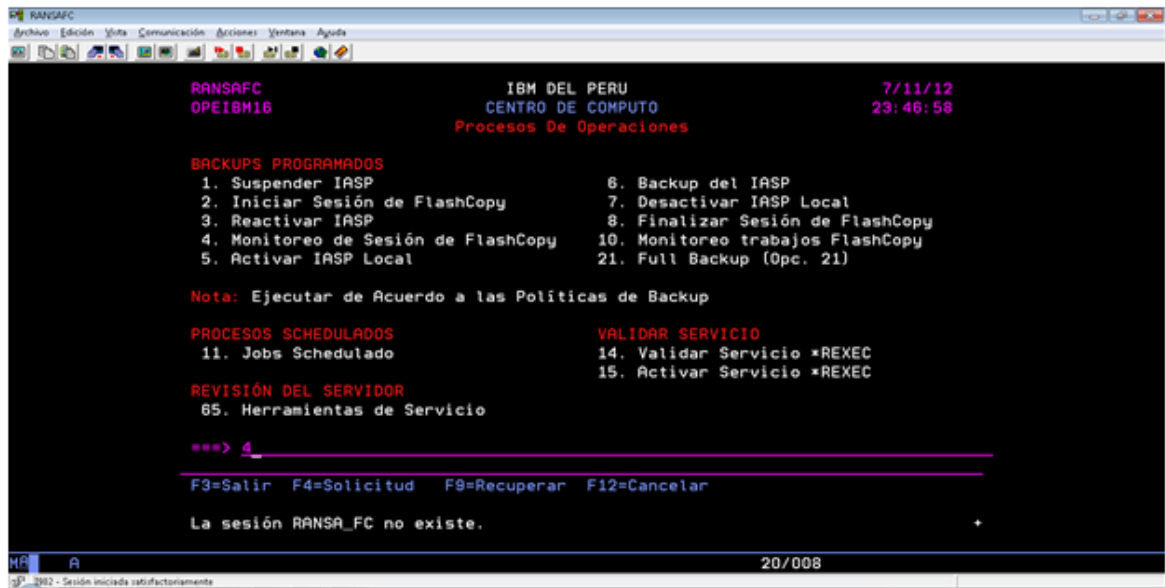 RANSAFC
Archivo Edición Vista Comunicación Acciones Ventana Ayuda
RANSAFC IBM DEL PERU 7/11/12
OPEIBM16 CENTRO DE COMPUTO 23:46:58
Procesos De Operaciones
BACKUPS PROGRAMADOS
1. Suspender IASP 6. Backup del IASP
2. Iniciar Sesión de FlashCopy 7. Desactivar IASP Local
3. Reactivar IASP 8. Finalizar Sesión de FlashCopy
4. Monitoreo de Sesión de FlashCopy 10. Monitoreo trabajos FlashCopy
5. Activar IASP Local 21. Full Backup (Opc. 21)
Nota: Ejecutar de Acuerdo a las Políticas de Backup
PROCESOS SCHEDULADOS VALIDAR SERVICIO
11. Jobs Schedulado 14. Validar Servicio *REXEC
15. Activar Servicio *REXEC
REVISIÓN DEL SERVIDOR
65. Herramientas de Servicio
===> 4
F3=Salir F4=Solicitud F9=Recuperar F12=Cancelar
La sesión RANSA_FC no existe. +
MA A 20/008
I902 - Sesión iniciada satisfactoriamente